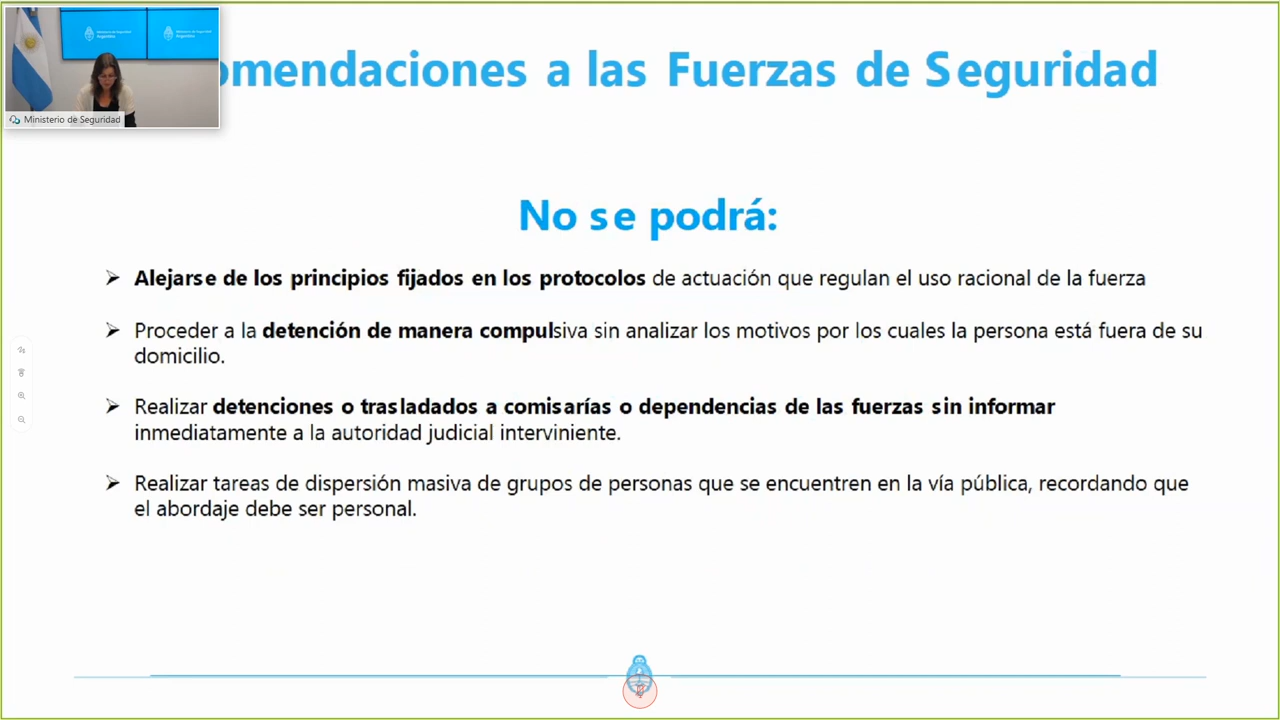 omendaciones a las Fuerzas de Seguridad
Ministerio de Seguridad
No se podrá:
Alejarse de los principios fijados en los protocolos de actuación que regulan el uso racional de la fuerza
Proceder a la detención de manera compulsiva sin analizar los motivos por los cuales la persona está fuera de su
domicilio.
Realizar detenciones o trasladados a comisarías o dependencias de las fuerzas sin informar
inmediatamente a la autoridad judicial interviniente.
Realizar tareas de dispersión masiva de grupos de personas que se encuentren en la vía pública, recordando que
el abordaje debe ser personal.